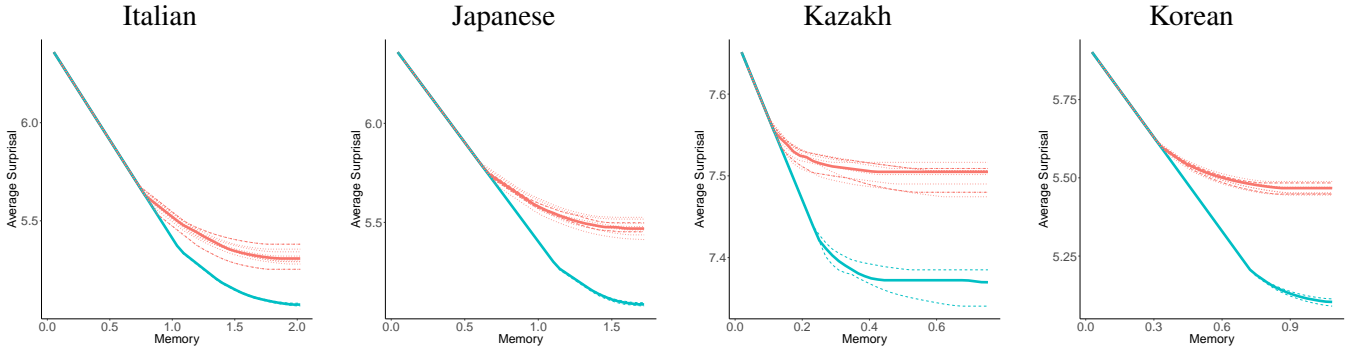 Italian
Average Surprisal
6.0
5.5
0.0 0.5 1.0 1.5 2.0
Memory
Japanese
Average Surprisal
6.0
5.5
0.0 0.5 1.0 1.5
Memory
Kazakh
Average Surprisal
7.6
7.5
7.4
0.0 0.2 0.4 0.6
Memory
Korean
Average Surprisal
5.75
5.50
5.25
0.0 0.3 0.6 0.9
Memory